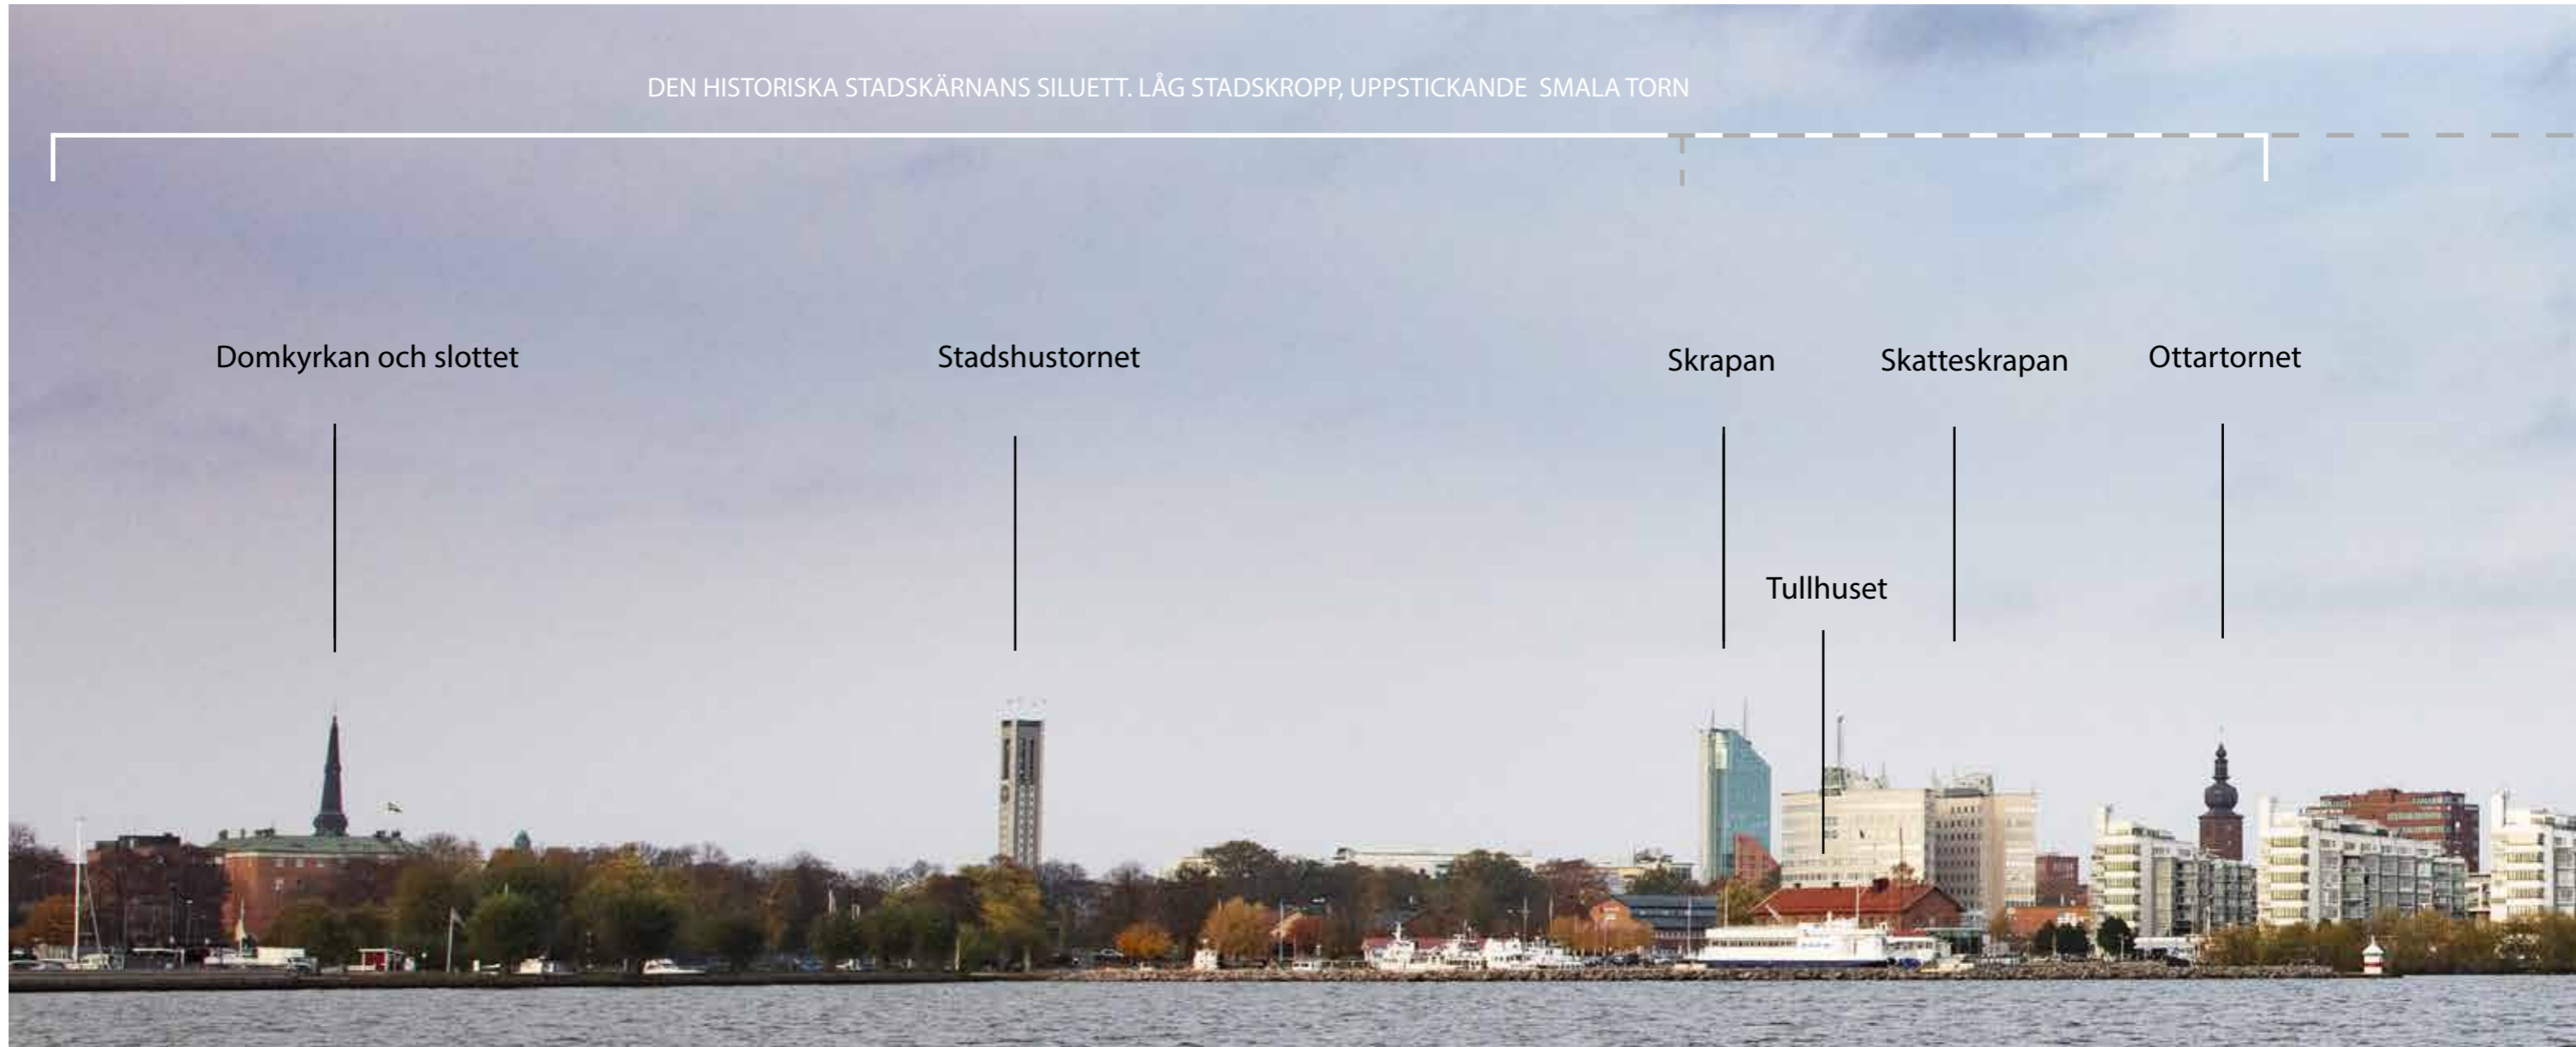 DEN HISTORISKA STADSKÄRNANS SILUETT. LÅG STADSKROPP, UPPSTICKANDE SMALA TORN
Domkyrkan och slottet
Stadshustornet
Skrapan
Skatteskrapan
Ottartornet
Tullhuset